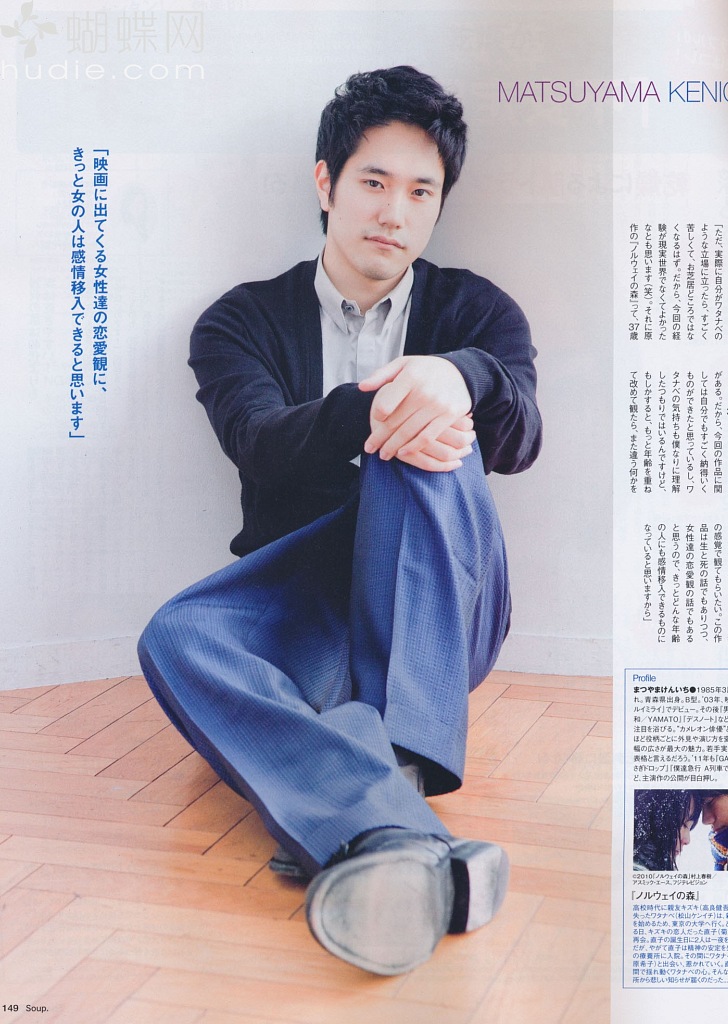 蝴蝶网
hudie.com
MATSUYAMA KENIC
「映画に出てくる女性達の恋愛観に、
きっと女の人は感情移入できると思います」
「ただ、実際に自分がワタナベの
ような立場に立ったら、すごく
苦しくて、お芝居どころではな
くなるはず。だから、今回の経
験が現実世界でなくてよかった
なとも思います(笑)。それに原
作の『ノルウェイの森』って、37歳
がある。だから、今回の作品に関
しては自分でもすごく納得いく
ものができたと思っているし、ワ
タナベの気持ちも僕なりに理解
したつもりではいるんですけど、
もしかすると、もっと年齢を重ね
て改めて観たら、また違う何かを
の感覚で観てもらいたい。この作
品は生と死の話でもありつつ、
女性達の恋愛観の話でもある
と思うので、きっとどんな年齢
の人にも感情移入できるものに
なっていると思いますから」
Profile
まつやまけんいち●1985年3
れ。青森県出身。B型。'03年、
ルイミライ』でデビュー。その後『男
和/YAMATO』『デスノート』など
注目を浴びる。"カメレオン俳優"
ほど役柄ごとに外見や演じ方を
幅の広さが最大の魅力。若手実
表格と言えるだろう。'11年も『GA
さぎドロップ』『僕達急行 A列車で
ど、主演作の公開が目白押し。
©2010『ノルウェイの森』村上春樹/
アスミック・エース、フジテレビジョン
『ノルウェイの森』
高校時代に親友キズキ(高良健吾
失ったワタナベ(松山ケンイチ)は、
を始めるため、東京の大学へ行く。
る日、キズキの恋人だった直子(菊
再会。直子の誕生日に2人は一夜を
だが、やがて直子は精神の安定を
の療養所に入院。その間にワタナベ
原希子)と出会い、惹かれていく。
間で揺れ動くワタナベの心。そんな
所から悲しい知らせが届くのだった…
149 Soup.